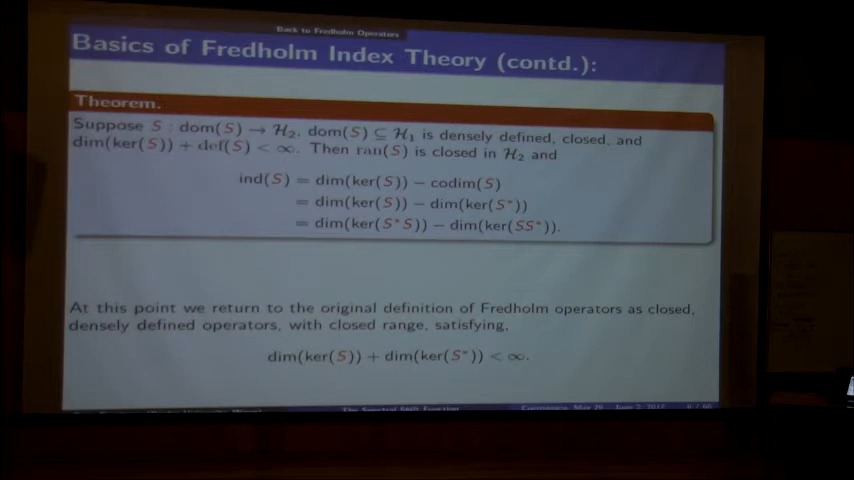 Back to Fredholm Operators
Basics of Fredholm Index Theory (contd.):
Theorem.
Suppose S : dom(S) → ℋ₂, dom(S) ⊆ ℋ₁ is densely defined, closed, and
dim(ker(S)) + def(S) < ∞. Then ran(S) is closed in ℋ₂ and
ind(S) = dim(ker(S)) − codim(S)
= dim(ker(S)) − dim(ker(S*))
= dim(ker(S*S)) − dim(ker(SS*)).
At this point we return to the original definition of Fredholm operators as closed,
densely defined operators, with closed range, satisfying,
dim(ker(S)) + dim(ker(S*)) < ∞.
The Spectral Shift Function